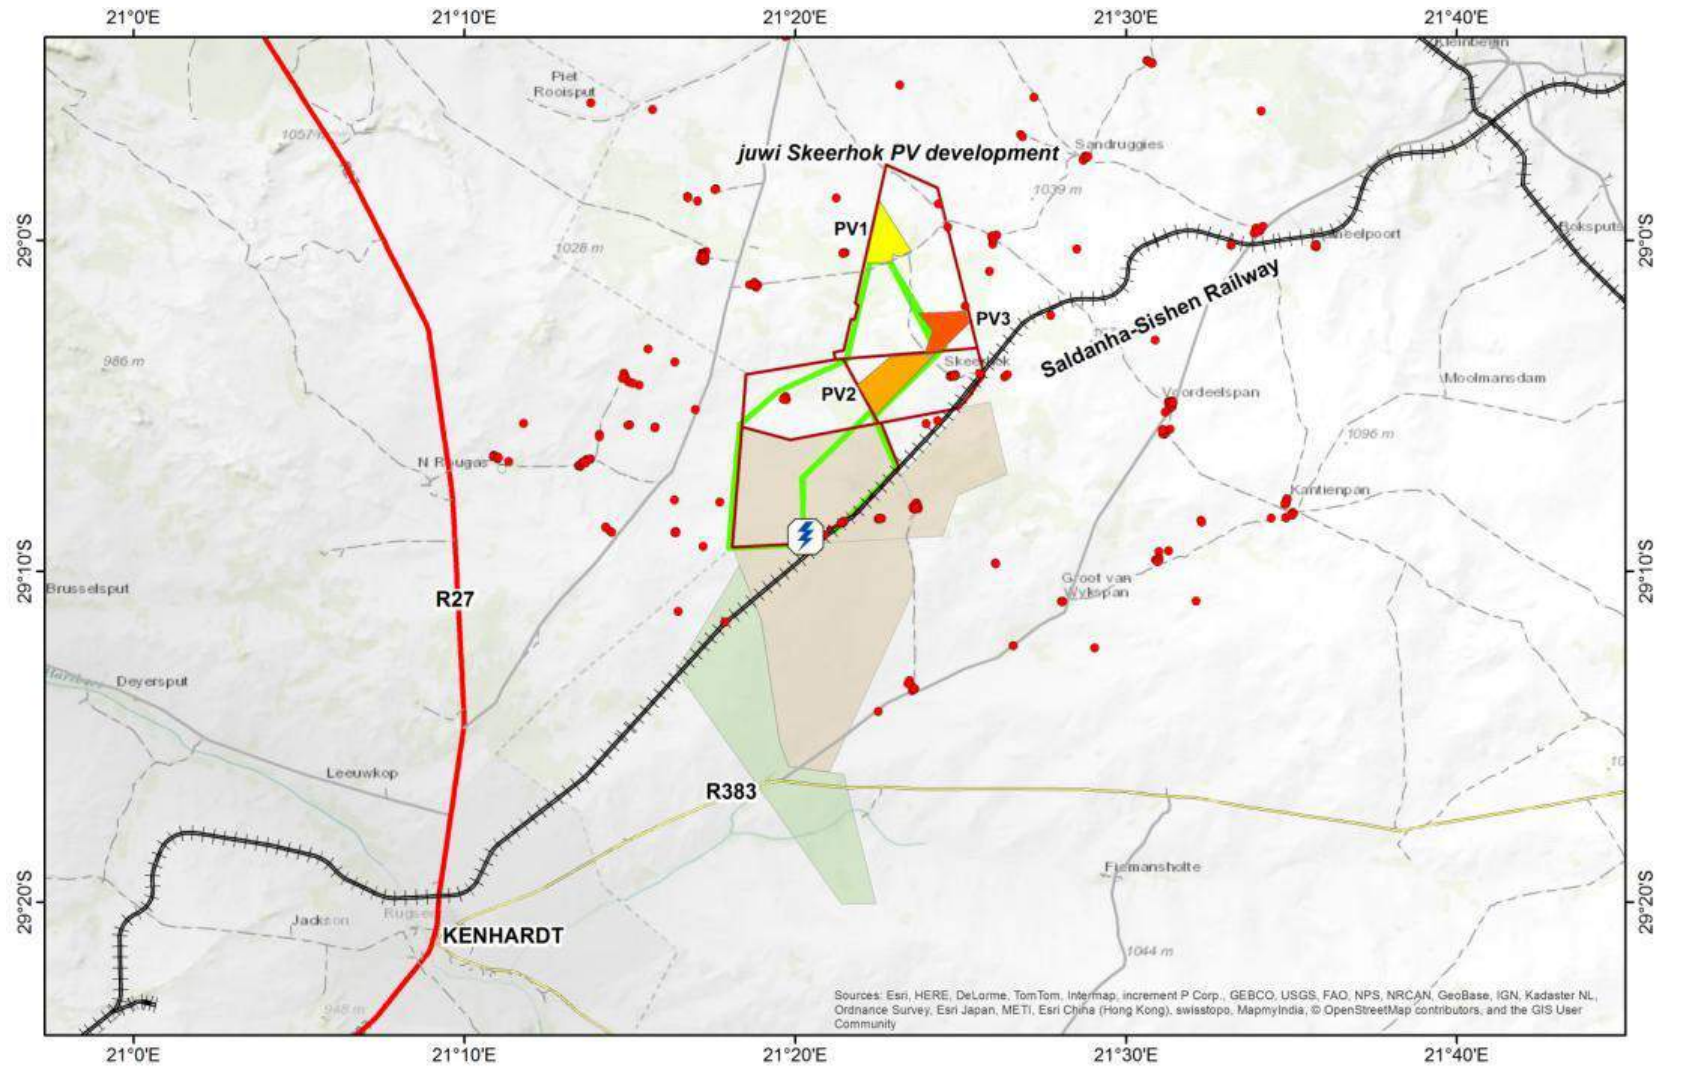 21°0'E
21°10'E
21°20'E
21°30'E
21°40'E
Kleinbegin
Piet
Rooisput
1057 m
juwi Skeerhok PV development
Sandruggies
1039 m
29°0'S
PV1
1028 m
29°0'S
PV3
Saldanha-Sishen Railway
986 m
Skeerhok
PV2
Moolmansdam
Voordeelspan
1096 m
N Rougas
Kantienpan
29°10'S
29°10'S
Brusselsput
R27
Groot van
Wykspan
Deyersput
Leeuwkop
R383
Jackson
KENHARDT
29°20'S
29°20'S
1044 m
948 m
Sources: Esri, HERE, DeLorme, TomTom, Intermap, increment P Corp., GEBCO, USGS, FAO, NPS, NRCAN, GeoBase, IGN, Kadaster NL,
Ordnance Survey, Esri Japan, METI, Esri China (Hong Kong), swisstopo, MapmyIndia, © OpenStreetMap contributors, and the GIS User
Community
21°0'E
21°10'E
21°20'E
21°30'E
21°40'E